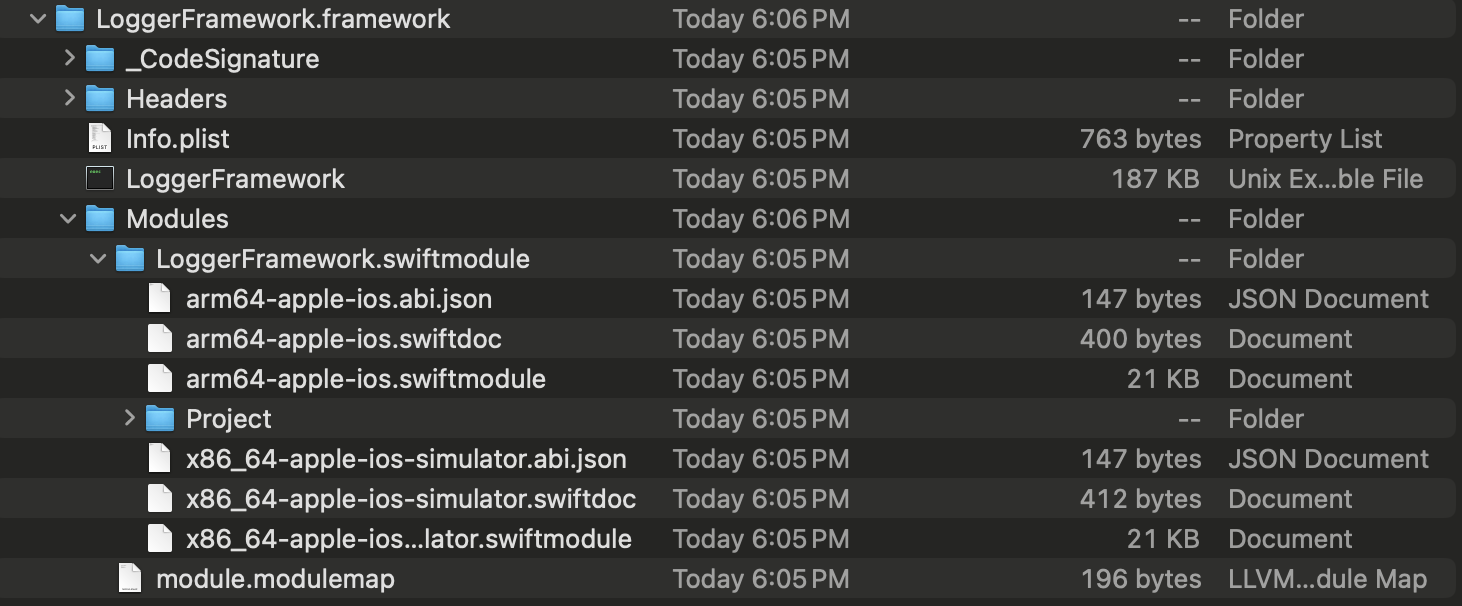 LoggerFramework.framework Today 6:06 PM -- Folder
_CodeSignature Today 6:05 PM -- Folder
Headers Today 6:05 PM -- Folder
Info.plist Today 6:05 PM 763 bytes Property List
LoggerFramework Today 6:05 PM 187 KB Unix Ex...ble File
Modules Today 6:06 PM -- Folder
LoggerFramework.swiftmodule Today 6:05 PM -- Folder
arm64-apple-ios.abi.json Today 6:05 PM 147 bytes JSON Document
arm64-apple-ios.swiftdoc Today 6:05 PM 400 bytes Document
arm64-apple-ios.swiftmodule Today 6:05 PM 21 KB Document
Project Today 6:05 PM -- Folder
x86_64-apple-ios-simulator.abi.json Today 6:05 PM 147 bytes JSON Document
x86_64-apple-ios-simulator.swiftdoc Today 6:05 PM 412 bytes Document
x86_64-apple-ios...lator.swiftmodule Today 6:05 PM 21 KB Document
module.modulemap Today 6:05 PM 196 bytes LLVM...dule Map